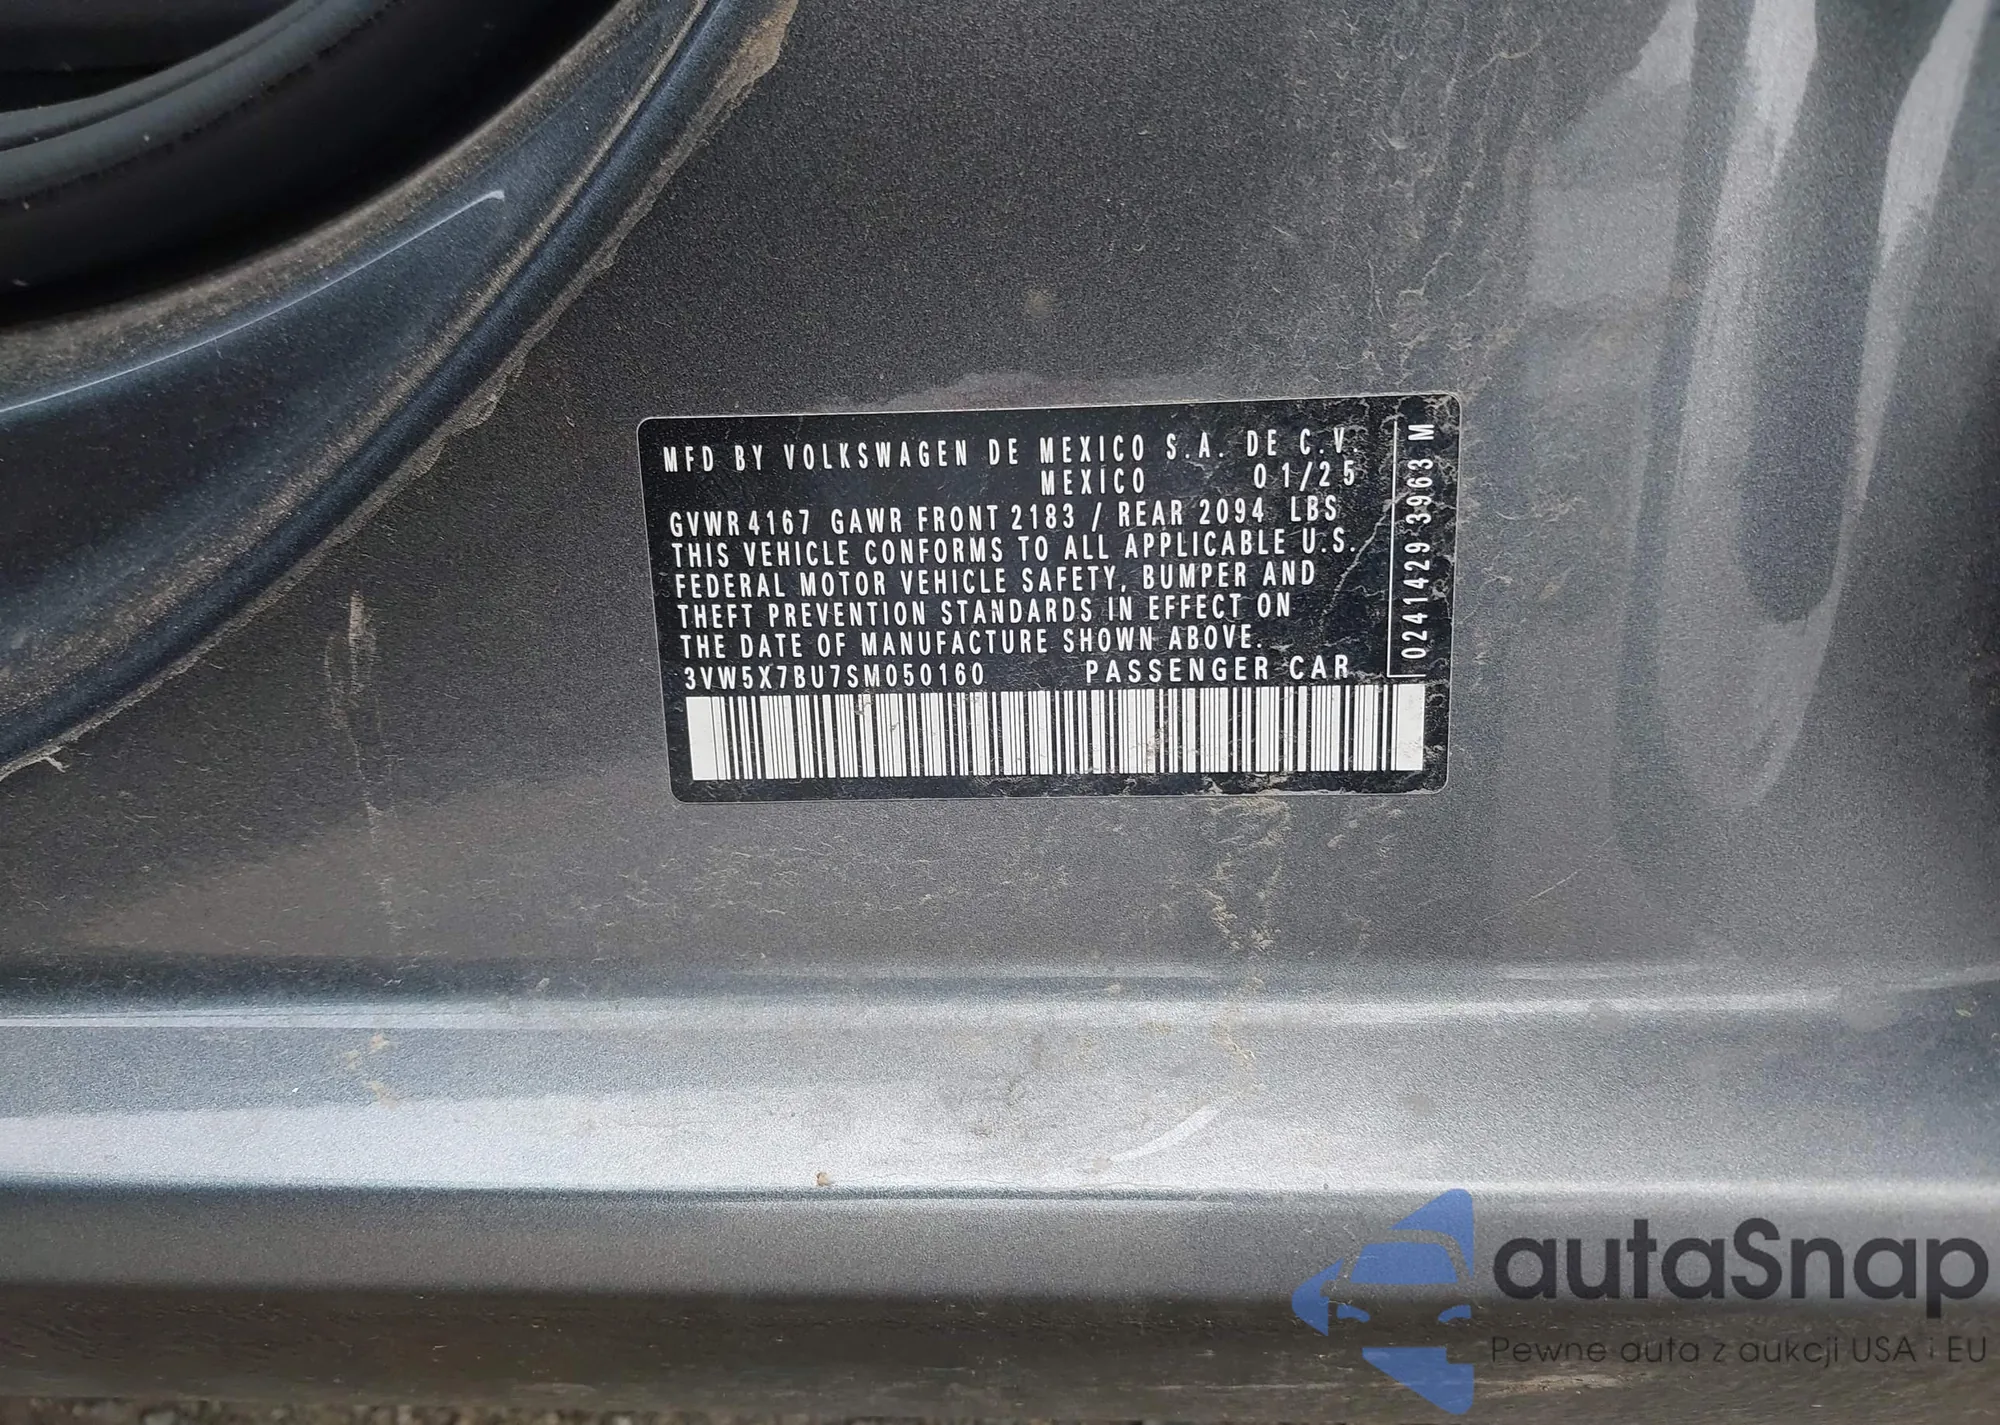 MFD BY VOLKSWAGEN DE MEXICO S.A. DE C.V.
MEXICO 01/25
GVWR 4167 GAWR FRONT 2183 / REAR 2094 LBS
THIS VEHICLE CONFORMS TO ALL APPLICABLE U.S.
FEDERAL MOTOR VEHICLE SAFETY, BUMPER AND
THEFT PREVENTION STANDARDS IN EFFECT ON
THE DATE OF MANUFACTURE SHOWN ABOVE.
3VW5X7BU7SM050160 PASSENGER CAR
0241429 3963 M
autaSnap
Pewne auta z aukcji USA i EU